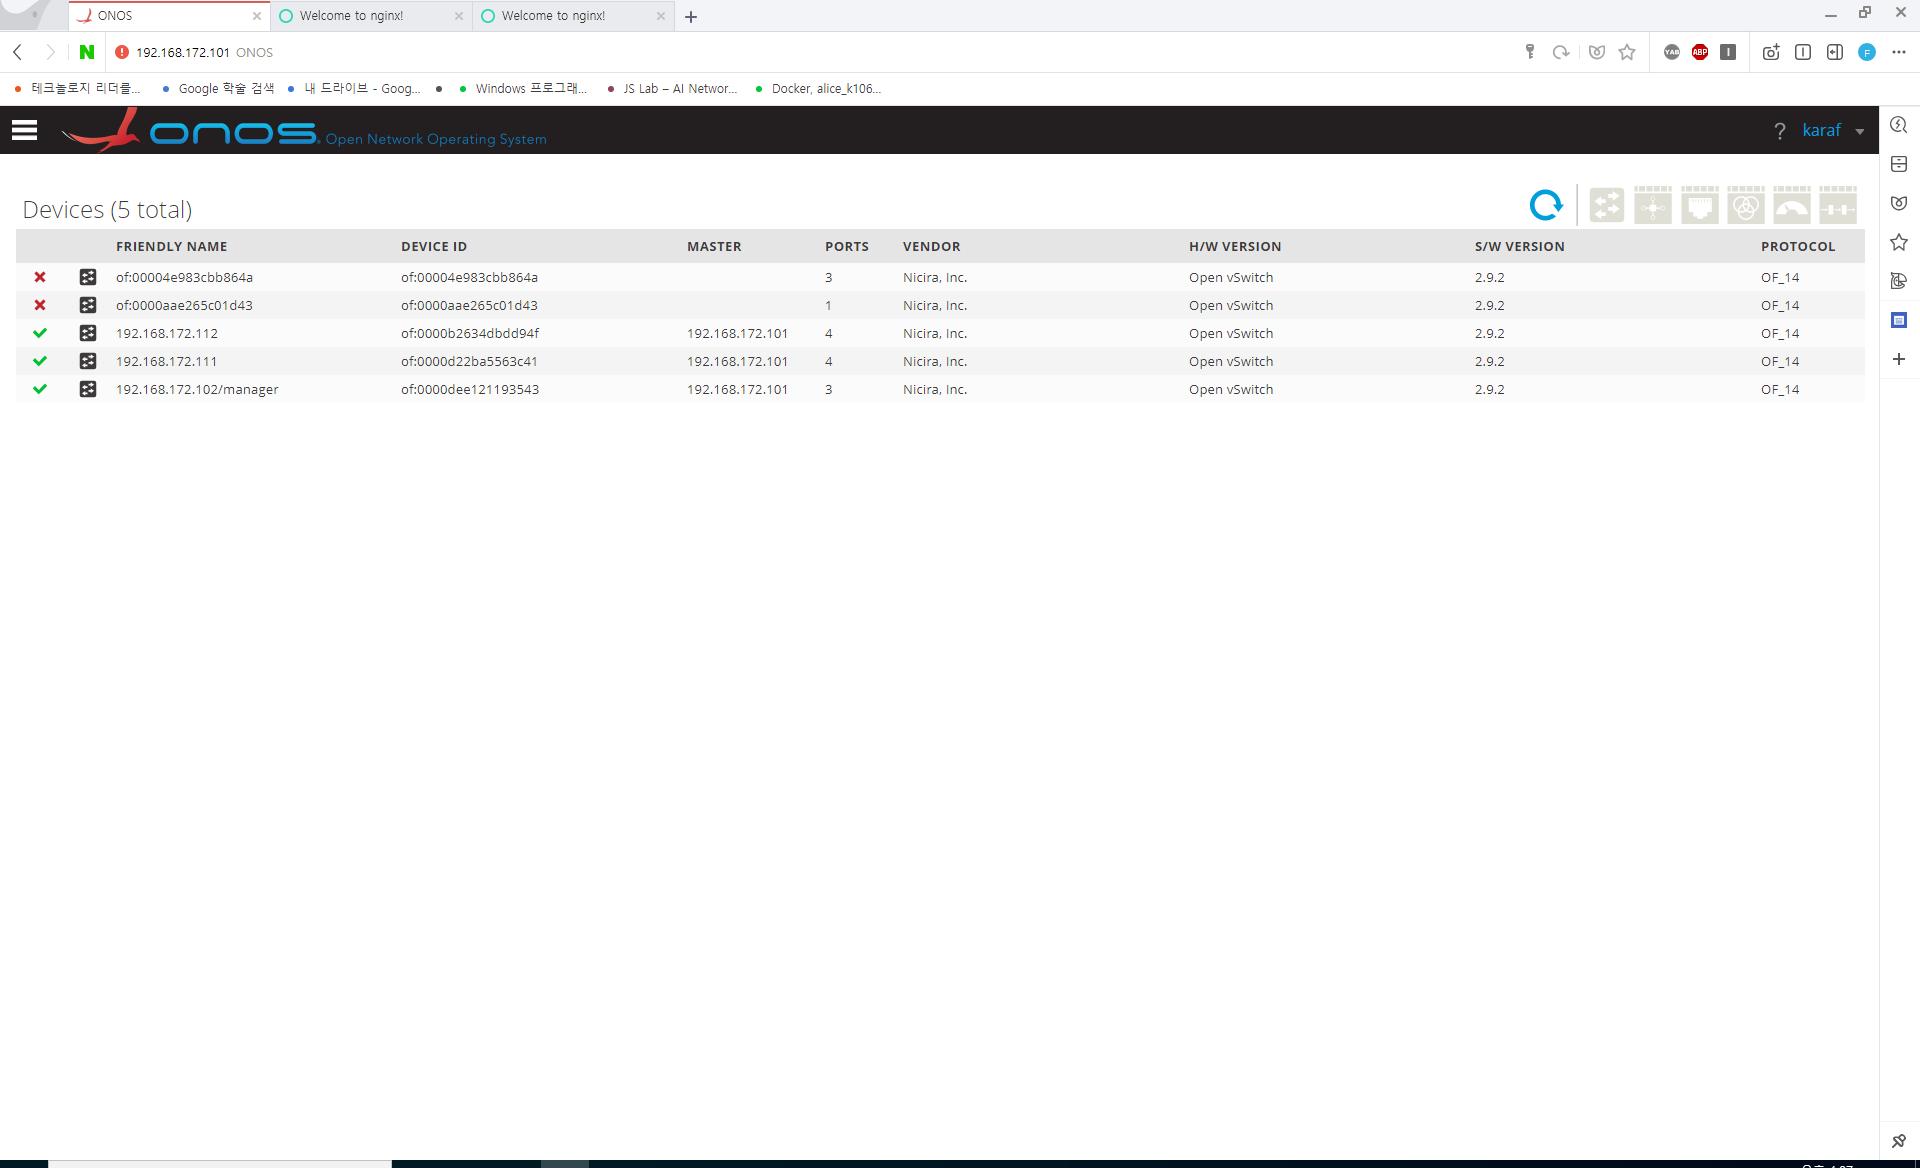 ONOS
Welcome to nginx!
Welcome to nginx!
N
192.168.172.101 ONOS
YAB
ABP
F
테크놀로지 리더를...
Google 학술 검색
내 드라이브 - Goog...
Windows 프로그래...
JS Lab – AI Networ...
Docker, alice_k106...
onos Open Network Operating System
? karaf
Devices (5 total)
FRIENDLY NAME DEVICE ID MASTER PORTS VENDOR H/W VERSION S/W VERSION PROTOCOL
of:00004e983cbb864a of:00004e983cbb864a 3 Nicira, Inc. Open vSwitch 2.9.2 OF_14
of:0000aae265c01d43 of:0000aae265c01d43 1 Nicira, Inc. Open vSwitch 2.9.2 OF_14
192.168.172.112 of:0000b2634dbdd94f 192.168.172.101 4 Nicira, Inc. Open vSwitch 2.9.2 OF_14
192.168.172.111 of:0000d22ba5563c41 192.168.172.101 4 Nicira, Inc. Open vSwitch 2.9.2 OF_14
192.168.172.102/manager of:0000dee121193543 192.168.172.101 3 Nicira, Inc. Open vSwitch 2.9.2 OF_14